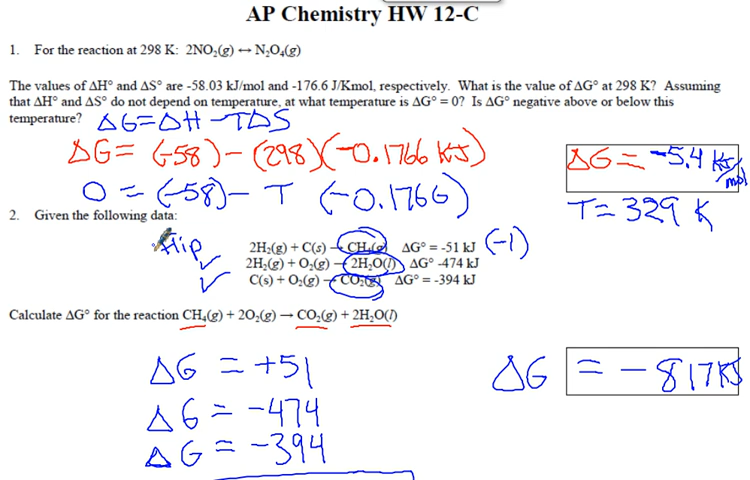 AP Chemistry HW 12-C
1. For the reaction at 298 K: 2NO₂(g) ↔ N₂O₄(g)
The values of ΔH° and ΔS° are -58.03 kJ/mol and -176.6 J/Kmol, respectively. What is the value of ΔG° at 298 K? Assuming
that ΔH° and ΔS° do not depend on temperature, at what temperature is ΔG° = 0? Is ΔG° negative above or below this
temperature? ΔG=ΔH-TΔS
ΔG= (-58)-(298)(-0.1766 KJ)
ΔG= -5.4 KJ/mol
0 = (-58)- T (-0.1766)
T=329 K
2. Given the following data:
Flip
2H₂(g) + C(s) → CH₄(g) ΔG° = -51 kJ (-1)
2H₂(g) + O₂(g) → 2H₂O(l) ΔG° -474 kJ
C(s) + O₂(g) → CO₂(g) ΔG° = -394 kJ
Calculate ΔG° for the reaction CH₄(g) + 2O₂(g) → CO₂(g) + 2H₂O(l)
ΔG = +51
ΔG = - 817KJ
ΔG = -474
ΔG = -394